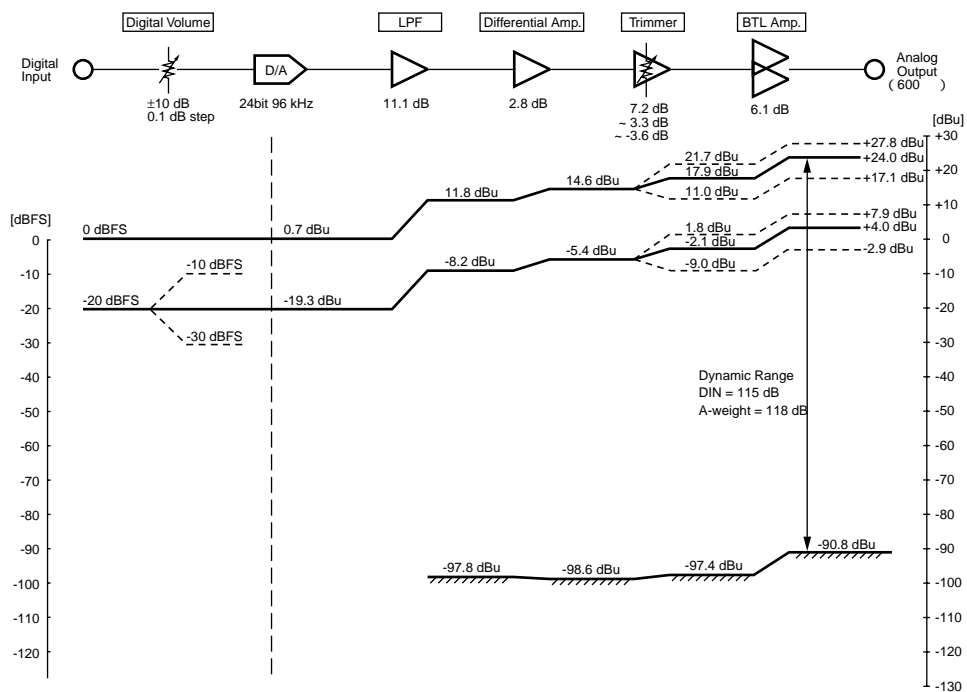 Digital Volume
LPF
Differential Amp.
Trimmer
BTL Amp.
Digital
Input
D/A
Analog
Output
( 600 )
±10 dB
0.1 dB step
24bit 96 kHz
11.1 dB
2.8 dB
7.2 dB
~ 3.3 dB
~ -3.6 dB
6.1 dB
[dBu]
+30
+27.8 dBu
21.7 dBu
+24.0 dBu
17.9 dBu
14.6 dBu
+20
+17.1 dBu
11.0 dBu
11.8 dBu
+10
+7.9 dBu
[dBFS]
0 dBFS
0.7 dBu
1.8 dBu
+4.0 dBu
0
0
-2.1 dBu
-2.9 dBu
-5.4 dBu
-8.2 dBu
-9.0 dBu
-10
-10 dBFS
-10
-20 dBFS
-19.3 dBu
-20
-20
-30 dBFS
-30
-30
Dynamic Range
DIN = 115 dB
A-weight = 118 dB
-40
-40
-50
-50
-60
-60
-70
-70
-80
-80
-90
-90.8 dBu
-90
-97.8 dBu
-98.6 dBu
-97.4 dBu
-100
-100
-110
-110
-120
-120
-130